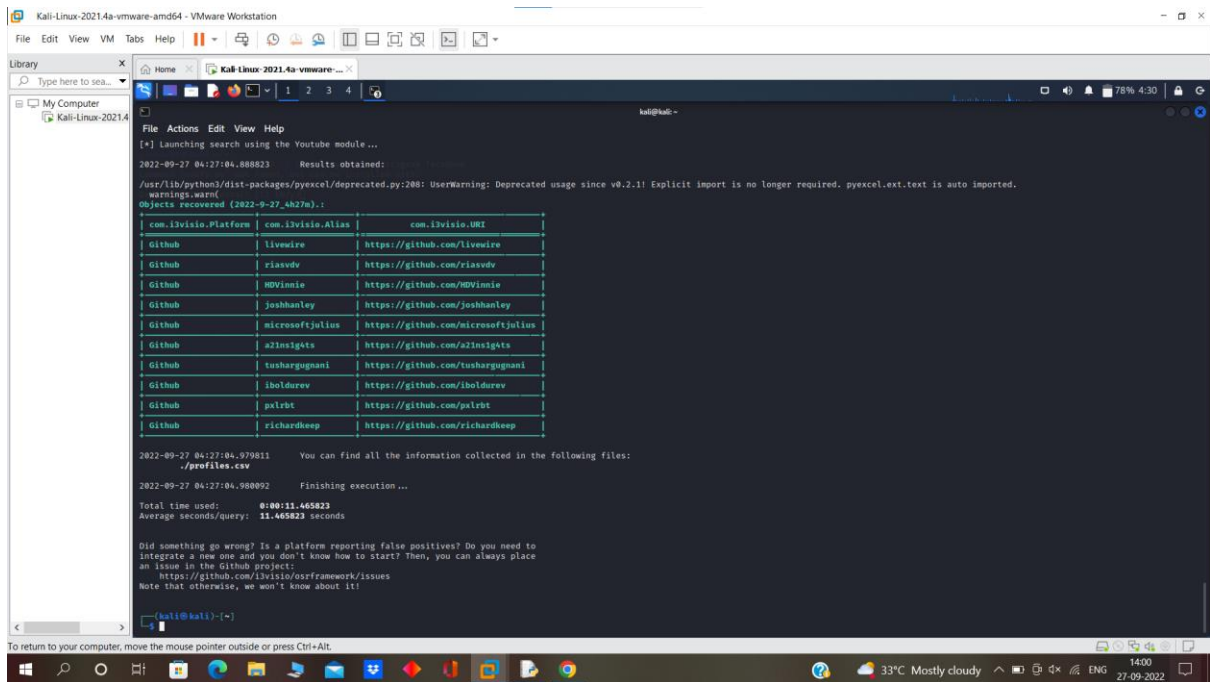 Kali-Linux-2021.4a-vmware-amd64 - VMware Workstation
File Edit View VM Tabs Help
Library X
Type here to sea...
My Computer
Kali-Linux-2021.4
Home
Kali-Linux-2021.4a-vmware-...
1 2 3 4
78% 4:30
kali@kali: ~
File Actions Edit View Help
[*] Launching search using the Youtube module ...
2022-09-27 04:27:04.888823 Results obtained:
/usr/lib/python3/dist-packages/pyexcel/deprecated.py:208: UserWarning: Deprecated usage since v0.2.1! Explicit import is no longer required. pyexcel.ext.text is auto imported.
warnings.warn(
Objects recovered (2022-9-27_4h27m).:
com.i3visio.Platform | com.i3visio.Alias | com.i3visio.URI
Github | livewire | https://github.com/livewire
Github | riasvdv | https://github.com/riasvdv
Github | HDVinnie | https://github.com/HDVinnie
Github | joshhanley | https://github.com/joshhanley
Github | microsoftjulius | https://github.com/microsoftjulius
Github | a21ns1g4ts | https://github.com/a21ns1g4ts
Github | tushargugnani | https://github.com/tushargugnani
Github | iboldurev | https://github.com/iboldurev
Github | pxlrbt | https://github.com/pxlrbt
Github | richardkeep | https://github.com/richardkeep
2022-09-27 04:27:04.979811 You can find all the information collected in the following files:
./profiles.csv
2022-09-27 04:27:04.980092 Finishing execution ...
Total time used: 0:00:11.465823
Average seconds/query: 11.465823 seconds
Did something go wrong? Is a platform reporting false positives? Do you need to
integrate a new one and you don't know how to start? Then, you can always place
an issue in the Github project:
https://github.com/i3visio/osrframework/issues
Note that otherwise, we won't know about it!
(kali㉿kali)-[~]
$
To return to your computer, move the mouse pointer outside or press Ctrl+Alt.
33°C Mostly cloudy
ENG
14:00
27-09-2022